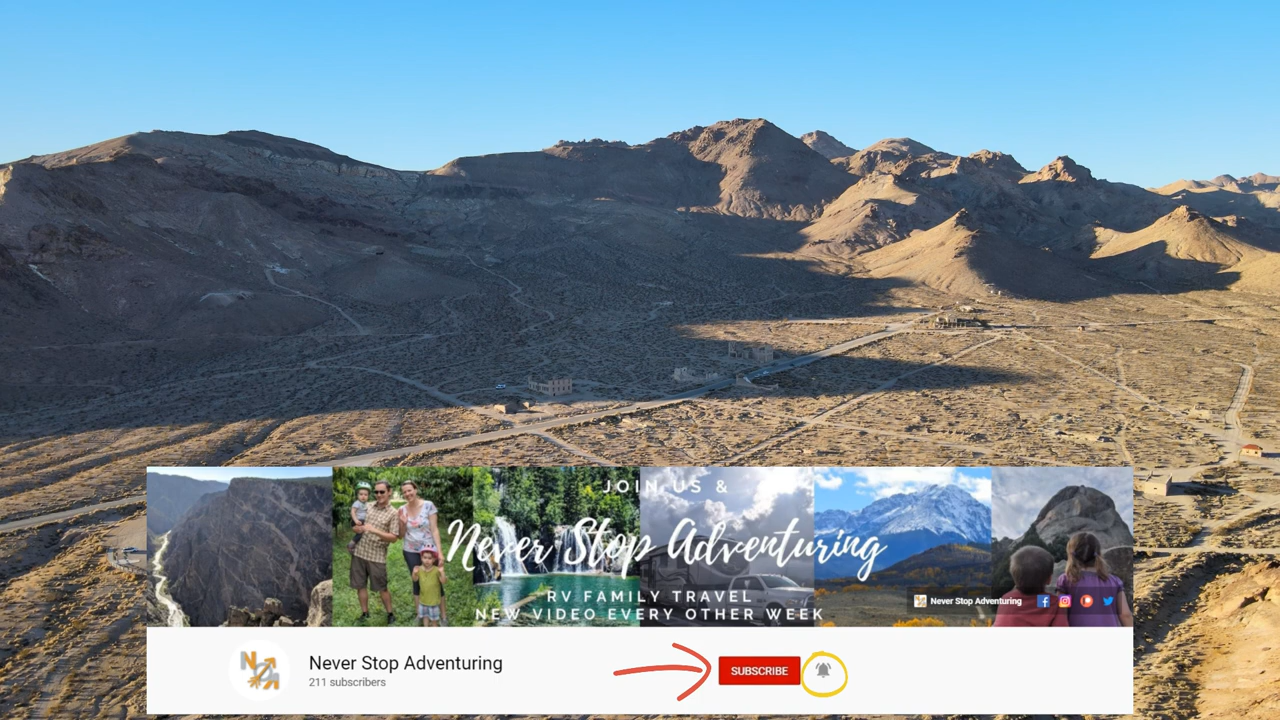 JOIN US &
Never Stop Adventuring
RV FAMILY TRAVEL
NEW VIDEO EVERY OTHER WEEK
Never Stop Adventuring
NSA
Never Stop Adventuring
211 subscribers
SUBSCRIBE